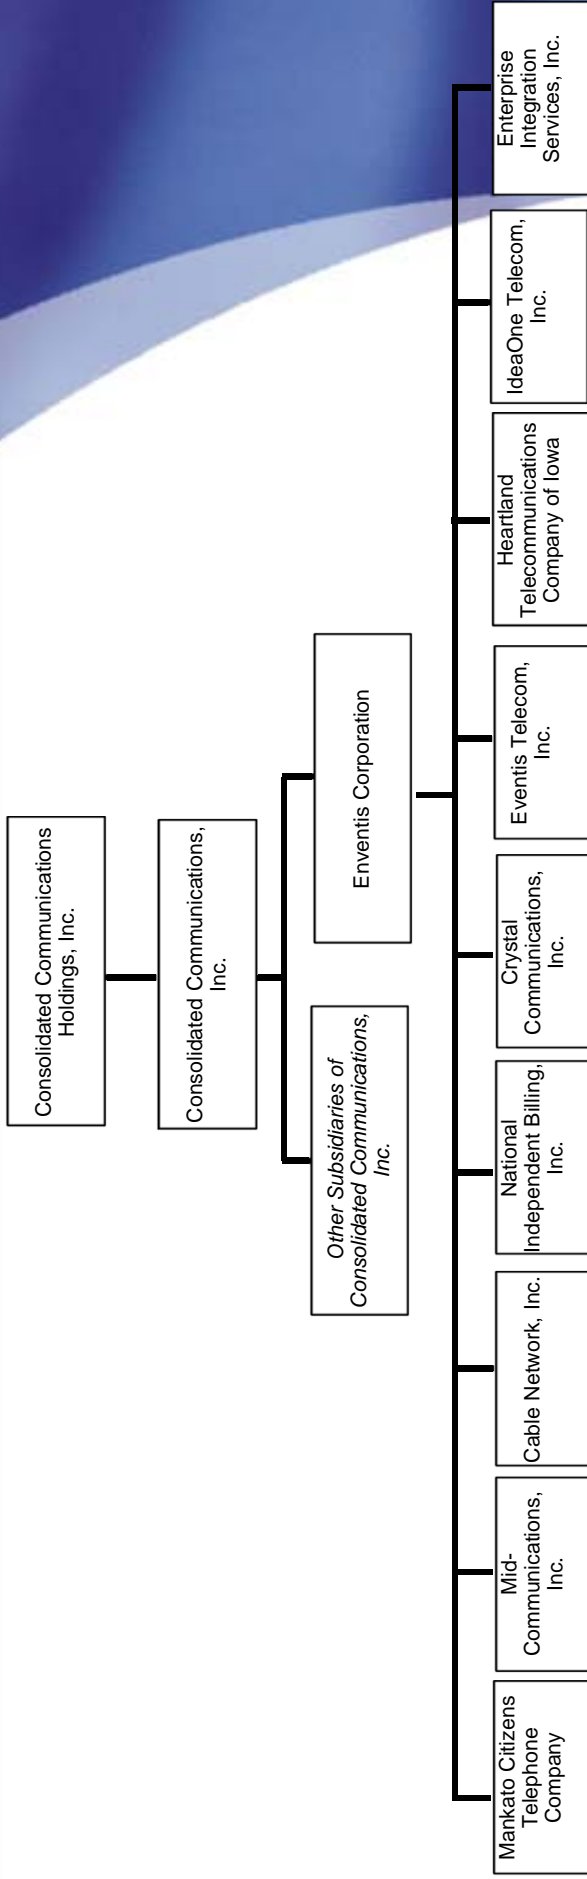 Consolidated Communications
Holdings, Inc.
Consolidated Communications,
Inc.
Other Subsidiaries of
Consolidated Communications,
Inc.
Enventis Corporation
Mankato Citizens
Telephone
Company
Mid-
Communications,
Inc.
Cable Network, Inc.
National
Independent Billing,
Inc.
Crystal
Communications,
Inc.
Eventis Telecom,
Inc.
Heartland
Telecommunications
Company of Iowa
IdeaOne Telecom,
Inc.
Enterprise
Integration
Services, Inc.